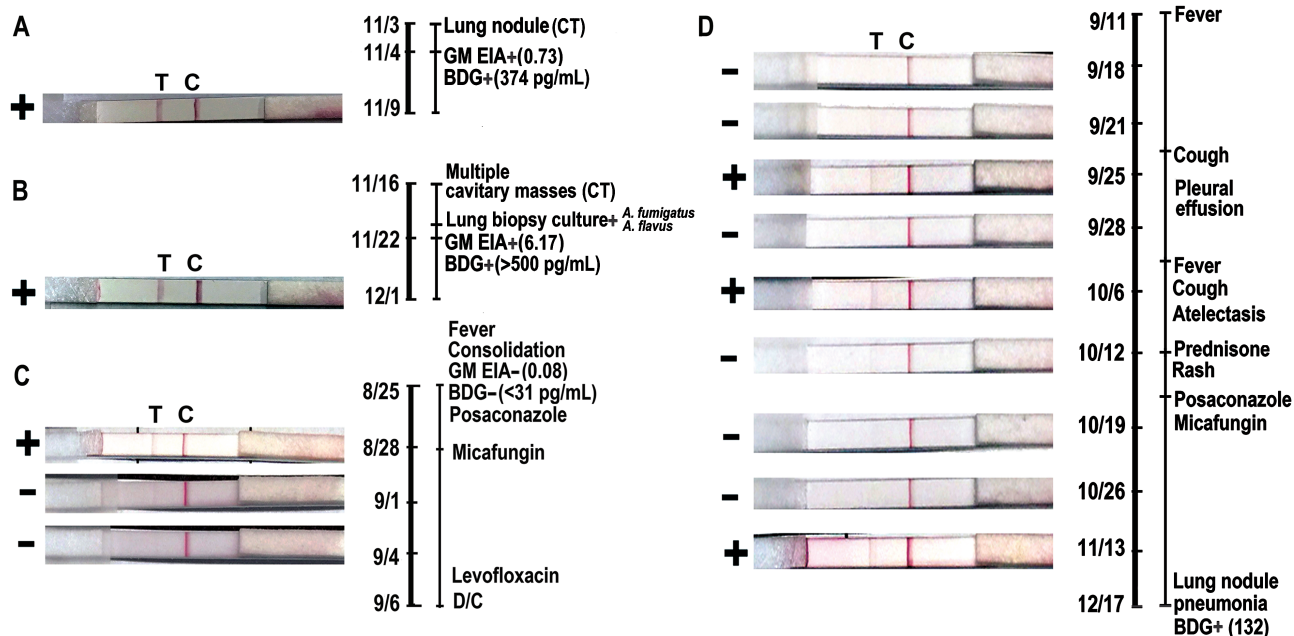 A
T C
+
11/3
11/4
11/9
Lung nodule (CT)
GM EIA+(0.73)
BDG+(374 pg/mL)
B
T C
+
11/16
11/22
12/1
Multiple
cavitary masses (CT)
Lung biopsy culture+ A. fumigatus
A. flavus
GM EIA+(6.17)
BDG+(>500 pg/mL)
C
T C
+
-
-
8/25
8/28
9/1
9/4
9/6
Fever
Consolidation
GM EIA−(0.08)
BDG−(<31 pg/mL)
Posaconazole
Micafungin
Levofloxacin
D/C
D
T C
-
-
+
-
+
-
-
-
+
9/11
9/18
9/21
9/25
9/28
10/6
10/12
10/19
10/26
11/13
12/17
Fever
Cough
Pleural
effusion
Fever
Cough
Atelectasis
Prednisone
Rash
Posaconazole
Micafungin
Lung nodule
pneumonia
BDG+ (132)